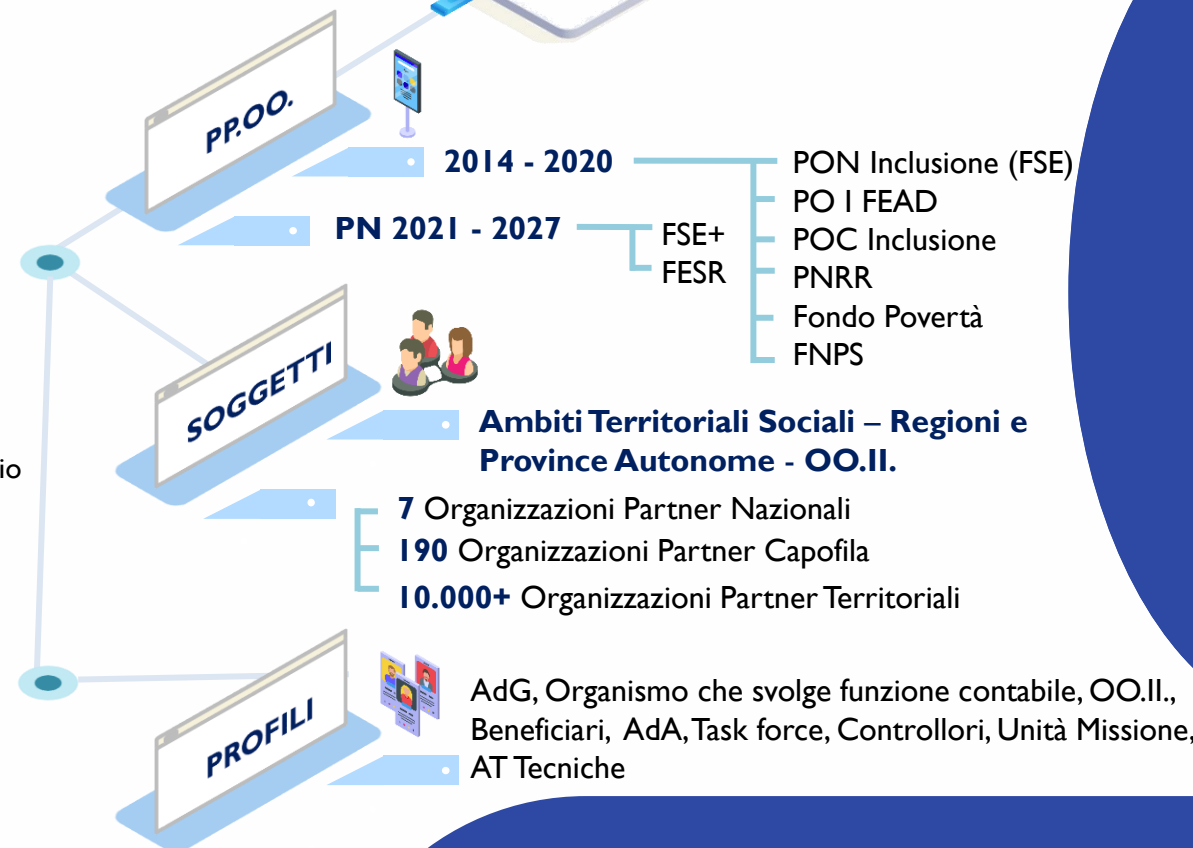 PP.OO.
2014 - 2020
PON Inclusione (FSE)
PO I FEAD
POC Inclusione
PNRR
Fondo Povertà
FNPS
PN 2021 - 2027
FSE+
FESR
SOGGETTI
Ambiti Territoriali Sociali – Regioni e
Province Autonome - OO.II.
io
7 Organizzazioni Partner Nazionali
190 Organizzazioni Partner Capofila
10.000+ Organizzazioni Partner Territoriali
PROFILI
AdG, Organismo che svolge funzione contabile, OO.II.,
Beneficiari, AdA, Task force, Controllori, Unità Missione,
AT Tecniche